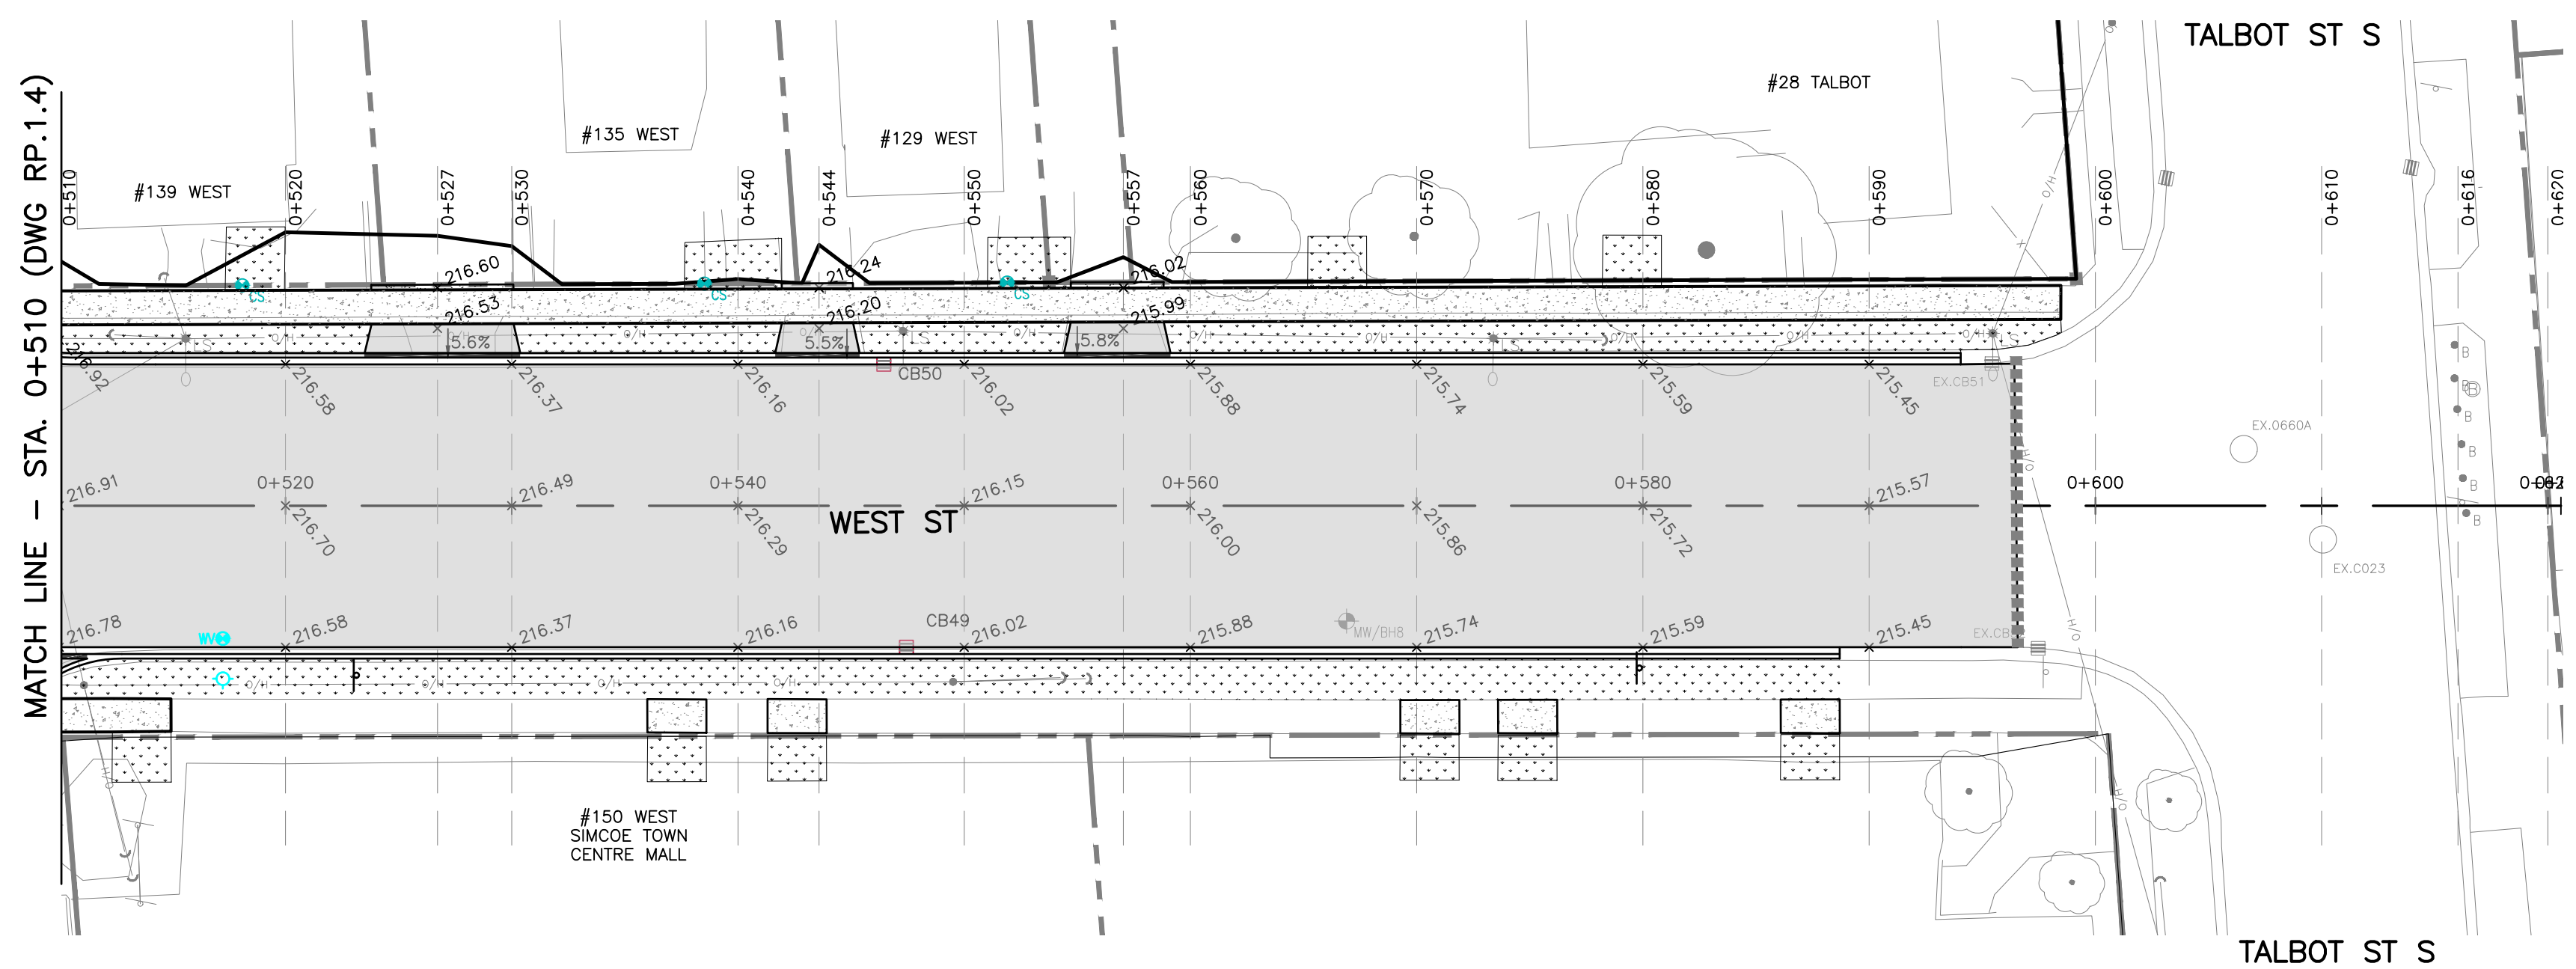 TALBOT ST S
MATCH LINE – STA. 0+510 (DWG RP.1.4)
#28 TALBOT
#135 WEST
#129 WEST
#139 WEST
0+510
0+520
0+527
0+530
0+540
0+544
0+550
0+557
0+560
0+570
0+580
0+590
0+600
0+610
0+616
0+620
O/H
O/H
X
216.60
216.24
216.02
CS
CS
CS
216.53
216.20
215.99
LS
O/H
O/H
O/H
O/H
LS
O/H
O/H
O/H
LS
O/H
O/H
O/H
LS
5.6%
5.5%
5.8%
216.92
216.58
216.37
216.16
CB50
216.02
215.88
215.74
215.59
215.45
EX.CB51
B
B
B
B
B
B
B
EX.0660A
H/O
216.91
0+520
216.49
0+540
216.15
0+560
0+580
215.57
0+600
216.70
216.29
WEST ST
216.00
215.86
215.72
EX.C023
216.78
WV
216.58
216.37
216.16
CB49
216.02
215.88
MW/BH8
215.74
215.59
215.45
EX.CB
H/O
O/H
O/H
O/H
O/H
H/O
H/O
#150 WEST
SIMCOE TOWN
CENTRE MALL
TALBOT ST S